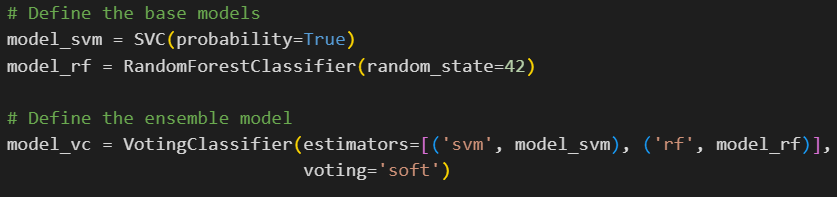 # Define the base models
model_svm = SVC(probability=True)
model_rf = RandomForestClassifier(random_state=42)

# Define the ensemble model
model_vc = VotingClassifier(estimators=[('svm', model_svm), ('rf', model_rf)],
                            voting='soft')